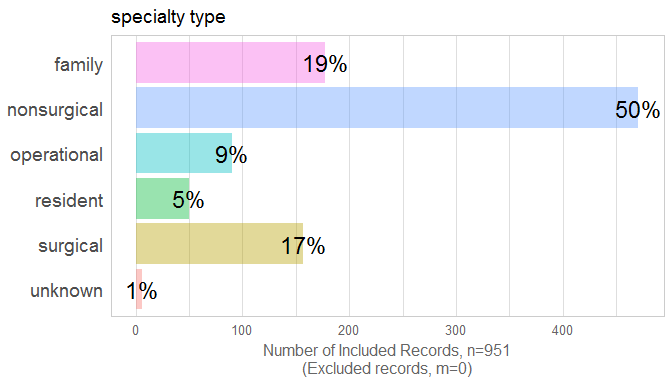 specialty type
family
19%
nonsurgical
50%
operational
9%
resident
5%
surgical
17%
unknown
1%
0 100 200 300 400
Number of Included Records, n=951
(Excluded records, m=0)